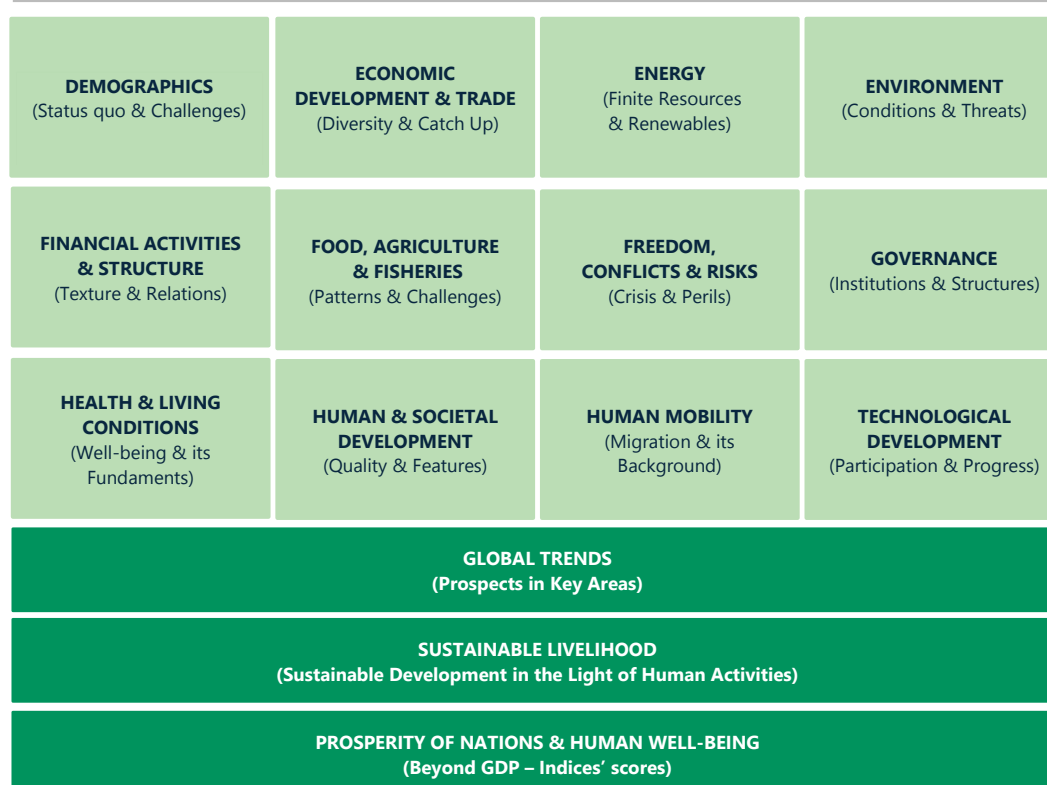 DEMOGRAPHICS
(Status quo & Challenges)
ECONOMIC
DEVELOPMENT & TRADE
(Diversity & Catch Up)
ENERGY
(Finite Resources
& Renewables)
ENVIRONMENT
(Conditions & Threats)
FINANCIAL ACTIVITIES
& STRUCTURE
(Texture & Relations)
FOOD, AGRICULTURE
& FISHERIES
(Patterns & Challenges)
FREEDOM,
CONFLICTS & RISKS
(Crisis & Perils)
GOVERNANCE
(Institutions & Structures)
HEALTH & LIVING
CONDITIONS
(Well-being & its
Fundaments)
HUMAN & SOCIETAL
DEVELOPMENT
(Quality & Features)
HUMAN MOBILITY
(Migration & its
Background)
TECHNOLOGICAL
DEVELOPMENT
(Participation & Progress)
GLOBAL TRENDS
(Prospects in Key Areas)
SUSTAINABLE LIVELIHOOD
(Sustainable Development in the Light of Human Activities)
PROSPERITY OF NATIONS & HUMAN WELL-BEING
(Beyond GDP – Indices’ scores)